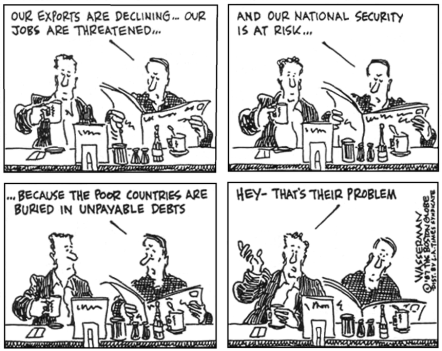 OUR EXPORTS ARE DECLINING... OUR
JOBS ARE THREATENED...
AND OUR NATIONAL SECURITY
IS AT RISK...
...BECAUSE THE POOR COUNTRIES ARE
BURIED IN UNPAYABLE DEBTS
HEY- THAT'S THEIR PROBLEM
WASSERMAN
THE BOSTON GLOBE
DIST. BY L.A. TIMES SYNDICATE